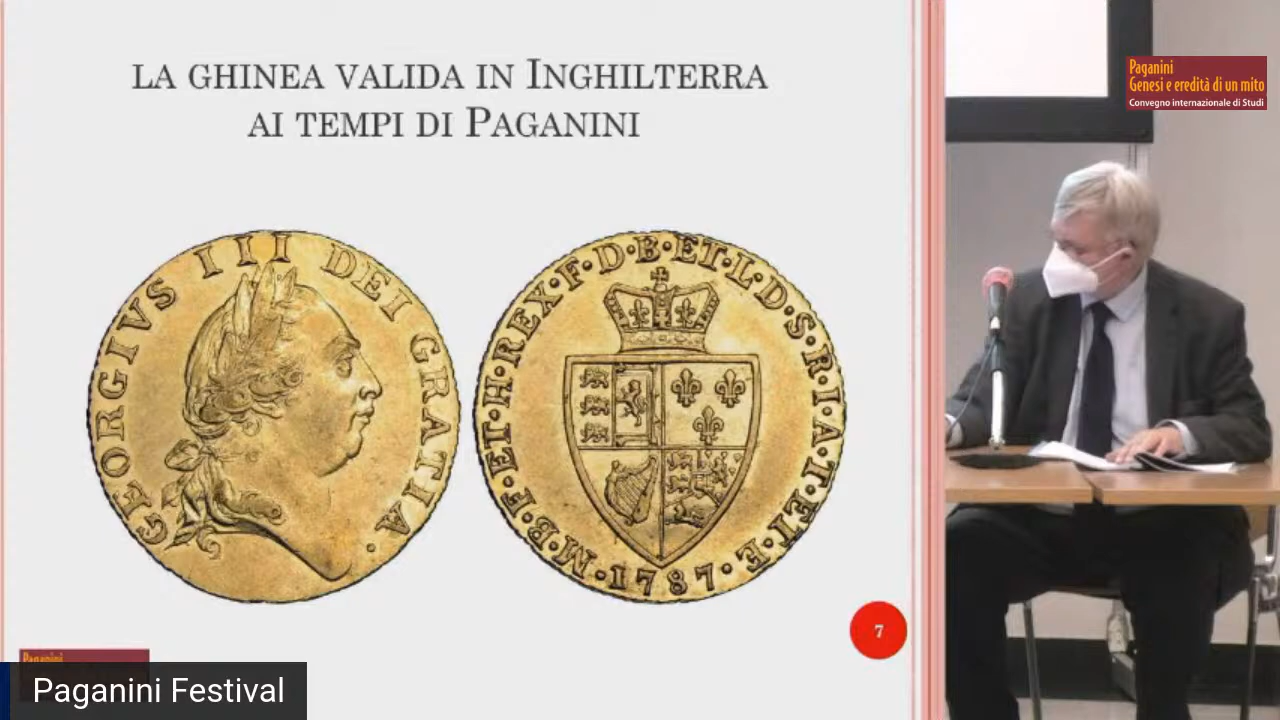 LA GHINEA VALIDA IN INGHILTERRA
AI TEMPI DI PAGANINI
GEORGIVS III DEI GRATIA.
M·B·F·ET·H·REX·F·D·B·ET·L·D·S·R·I·A·T·ET·E·
1787·
7
Paganini
Paganini Festival
Paganini
Genesi e eredità di un mito
Convegno internazionale di Studi